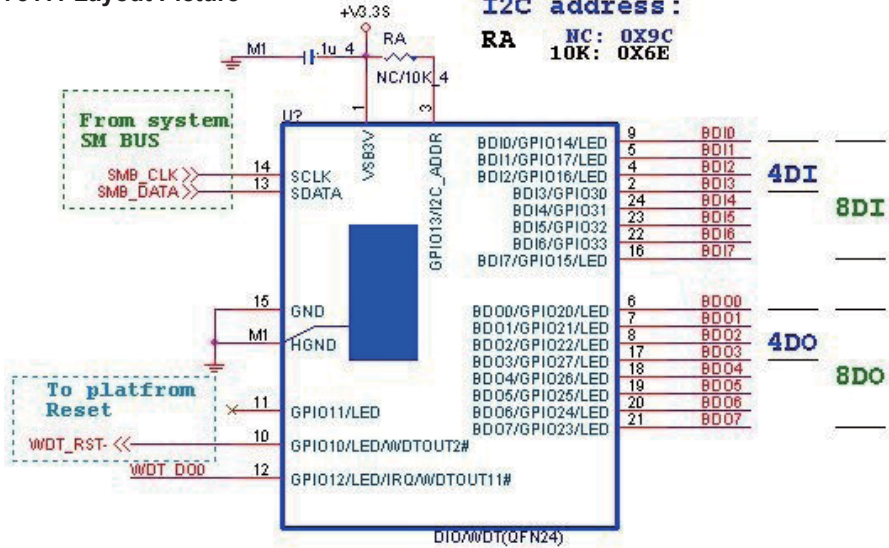 I2C address:
RA NC: 0X9C
10K: 0X6E
+V3.3S
M1
.1u_4
RA
NC/10K_4
From system
SM BUS
SMB_CLK
SMB_DATA
14
13
U?
1
3
VSB3V
GPIO13/I2C_ADDR
SCLK
SDATA
BDI0/GPIO14/LED 9 BDI0
BDI1/GPIO17/LED 5 BDI1
BDI2/GPIO16/LED 4 BDI2
BDI3/GPIO30 2 BDI3
BDI4/GPIO31 24 BDI4
BDI5/GPIO32 23 BDI5
BDI6/GPIO33 22 BDI6
BDI7/GPIO15/LED 16 BDI7
4DI
8DI
15 GND
M1 HGND
BDO0/GPIO20/LED 6 BDO0
BDO1/GPIO21/LED 7 BDO1
BDO2/GPIO22/LED 8 BDO2
BDO3/GPIO27/LED 17 BDO3
BDO4/GPIO26/LED 18 BDO4
BDO5/GPIO25/LED 19 BDO5
BDO6/GPIO24/LED 20 BDO6
BDO7/GPIO23/LED 21 BDO7
4DO
8DO
To platfrom
Reset
WDT_RST-
WDT_DO0
11 GPIO11/LED
10 GPIO10/LED/WDTOUT2#
12 GPIO12/LED/IRQ/WDTOUT11#
DIO/WDT(QFN24)